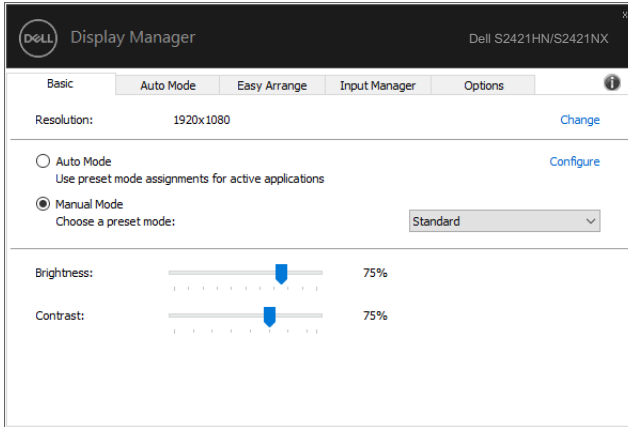 x
DELL Display Manager Dell S2421HN/S2421NX
Basic Auto Mode Easy Arrange Input Manager Options i
Resolution: 1920x1080 Change
Auto Mode Configure
Use preset mode assignments for active applications
Manual Mode
Choose a preset mode: Standard
Brightness: 75%
Contrast: 75%